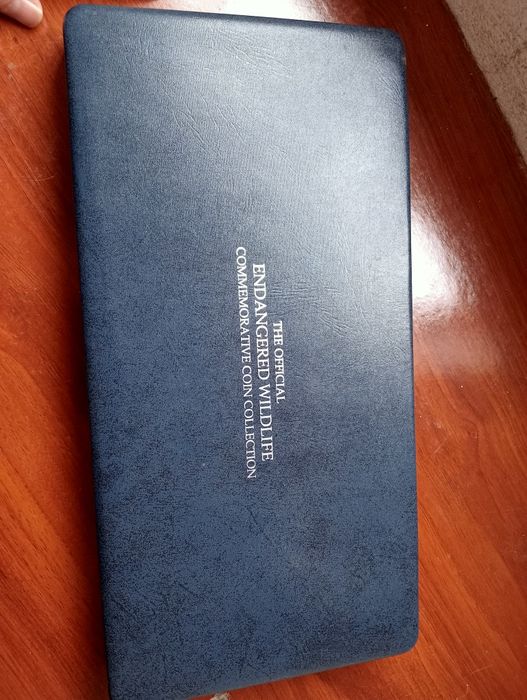 THE OFFICIAL
ENDANGERED WILDLIFE
COMMEMORATIVE COIN COLLECTION